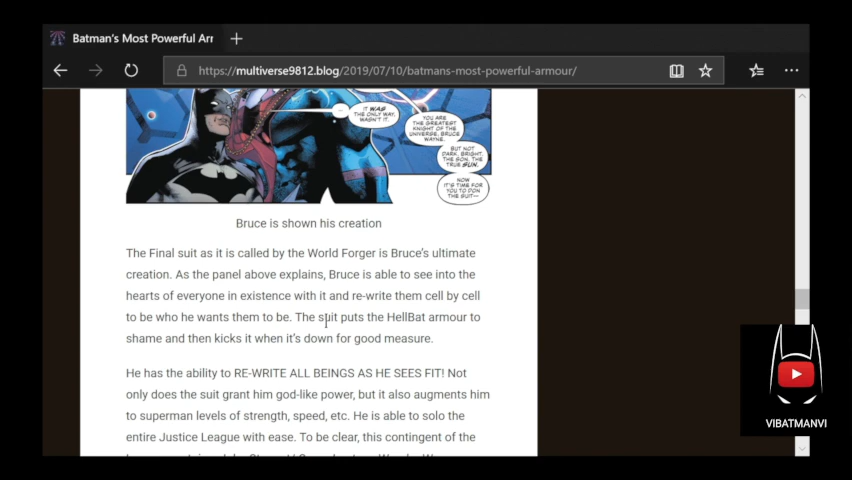 Batman's Most Powerful Arr
https://multiverse9812.blog/2019/07/10/batmans-most-powerful-armour/
IT WAS
THE ONLY WAY,
WASN'T IT.
YOU ARE
THE GREATEST
KNIGHT OF THE
UNIVERSE, BRUCE
WAYNE.
BUT NOT
DARK. BRIGHT.
THE SON. THE
TRUE SUN.
NOW
IT'S TIME FOR
YOU TO DON
THE SUIT—
Bruce is shown his creation
The Final suit as it is called by the World Forger is Bruce's ultimate
creation. As the panel above explains, Bruce is able to see into the
hearts of everyone in existence with it and re-write them cell by cell
to be who he wants them to be. The suit puts the HellBat armour to
shame and then kicks it when it's down for good measure.
He has the ability to RE-WRITE ALL BEINGS AS HE SEES FIT! Not
only does the suit grant him god-like power, but it also augments him
to superman levels of strength, speed, etc. He is able to solo the
entire Justice League with ease. To be clear, this contingent of the
VIBATMANVI